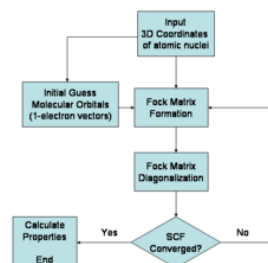 Input
3D Coordinates
of atomic nuclei
Initial Guess
Molecular Orbitals
(1-electron vectors)
Fock Matrix
Formation
Fock Matrix
Diagonalization
Calculate
Properties
End
Yes
SCF
Converged?
No